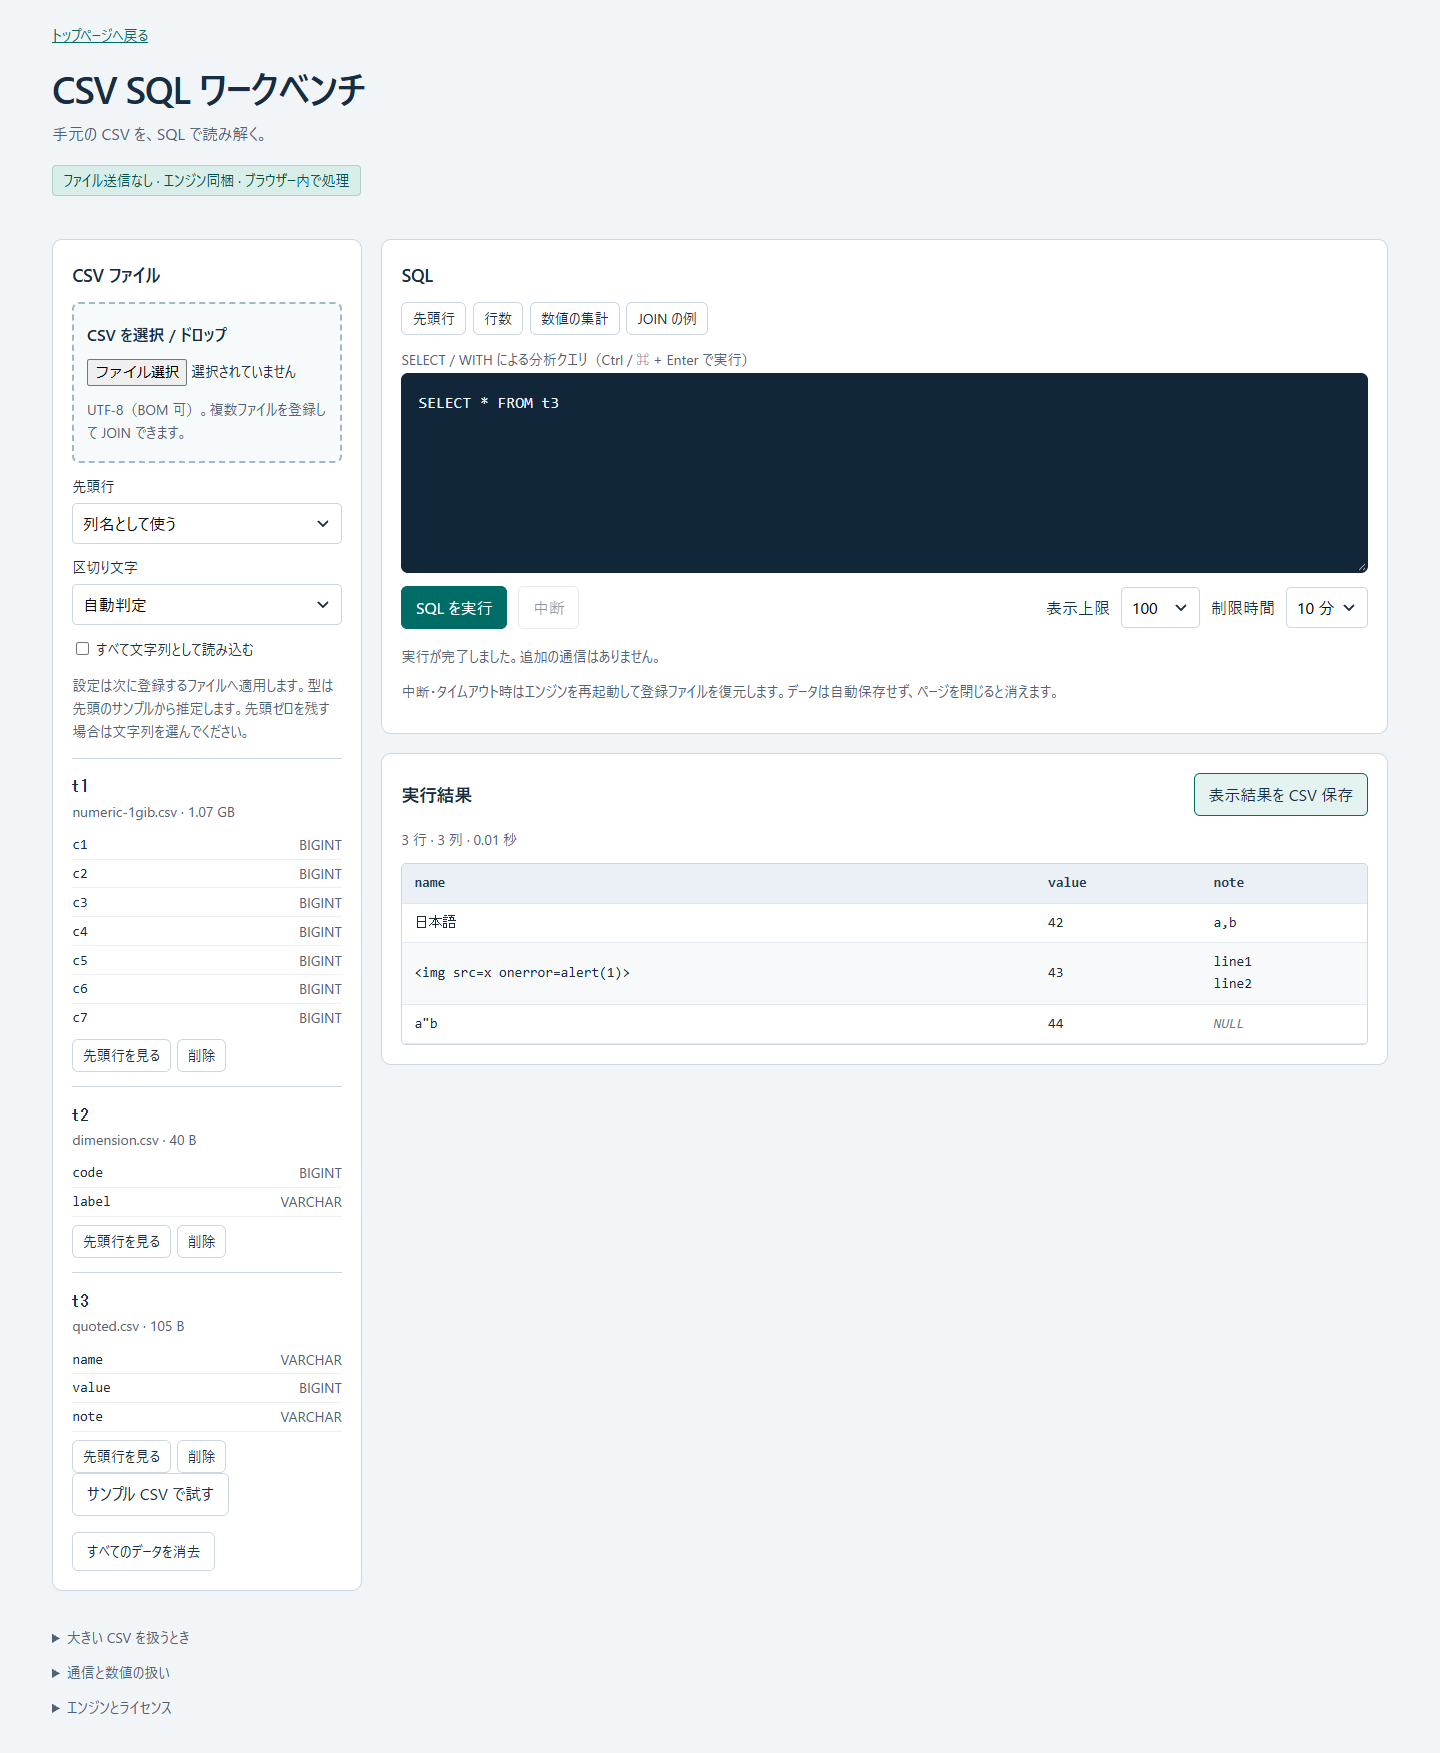 トップページへ戻る
CSV SQL ワークベンチ
手元の CSV を、SQL で読み解く。
ファイル送信なし · エンジン同梱 · ブラウザー内で処理
CSV ファイル
CSV を選択 / ドロップ
ファイル選択 選択されていません
UTF-8（BOM 可）。複数ファイルを登録し
て JOIN できます。
先頭行
列名として使う
区切り文字
自動判定
すべて文字列として読み込む
設定は次に登録するファイルへ適用します。型は
先頭のサンプルから推定します。先頭ゼロを残す
場合は文字列を選んでください。
t1
numeric-1gib.csv · 1.07 GB
c1 BIGINT
c2 BIGINT
c3 BIGINT
c4 BIGINT
c5 BIGINT
c6 BIGINT
c7 BIGINT
先頭行を見る 削除
t2
dimension.csv · 40 B
code BIGINT
label VARCHAR
先頭行を見る 削除
t3
quoted.csv · 105 B
name VARCHAR
value BIGINT
note VARCHAR
先頭行を見る 削除
サンプル CSV で試す
すべてのデータを消去
SQL
先頭行 行数 数値の集計 JOIN の例
SELECT / WITH による分析クエリ（Ctrl / ⌘ + Enter で実行）
SELECT * FROM t3
SQL を実行 中断 表示上限 100 制限時間 10 分
実行が完了しました。追加の通信はありません。
中断・タイムアウト時はエンジンを再起動して登録ファイルを復元します。データは自動保存せず、ページを閉じると消えます。
実行結果 表示結果を CSV 保存
3 行 · 3 列 · 0.01 秒
name value note
日本語 42 a,b
<img src=x onerror=alert(1)> 43 line1
line2
a"b 44 NULL
大きい CSV を扱うとき
通信と数値の扱い
エンジンとライセンス